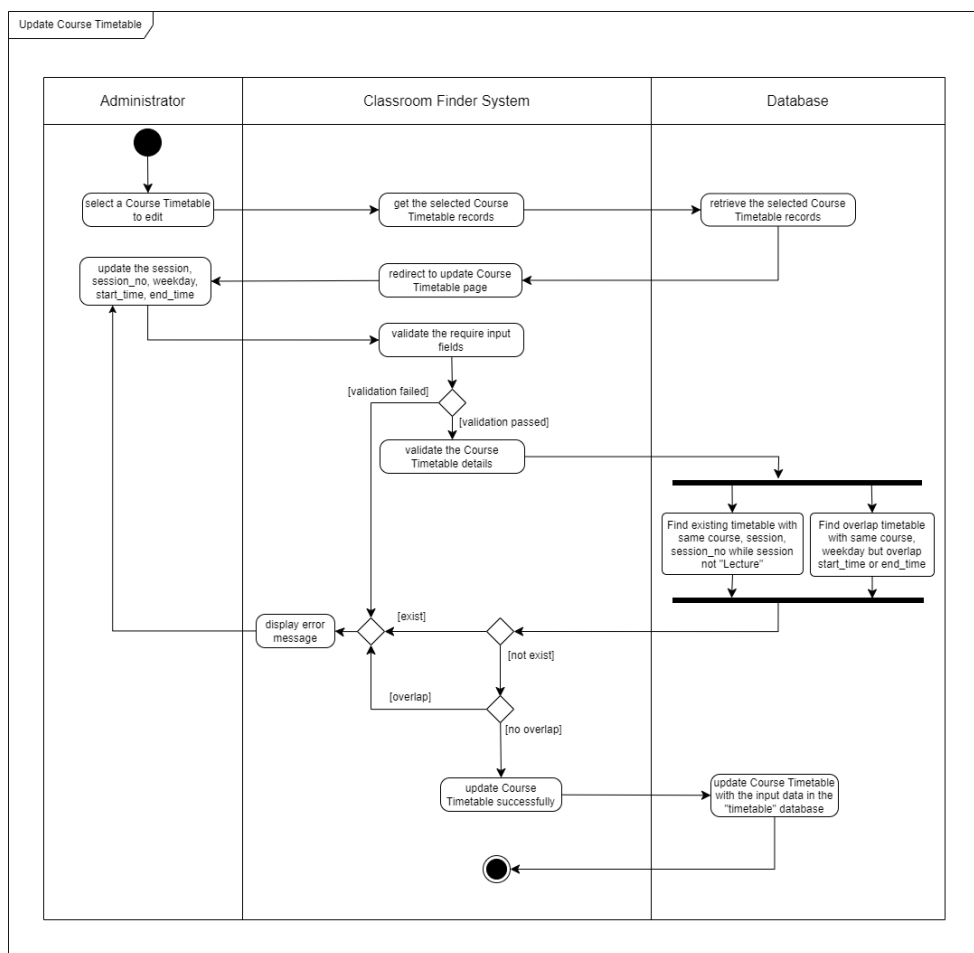 Update Course Timetable
Administrator
Classroom Finder System
Database
select a Course Timetable
to edit
get the selected Course
Timetable records
retrieve the selected Course
Timetable records
update the session,
session_no, weekday,
start_time, end_time
redirect to update Course
Timetable page
validate the require input
fields
[validation failed]
[validation passed]
validate the Course
Timetable details
Find existing timetable with
same course, session,
session_no while session
not "Lecture"
Find overlap timetable
with same course,
weekday but overlap
start_time or end_time
display error
message
[exist]
[not exist]
[overlap]
[no overlap]
update Course
Timetable successfully
update Course Timetable
with the input data in the
"timetable" database